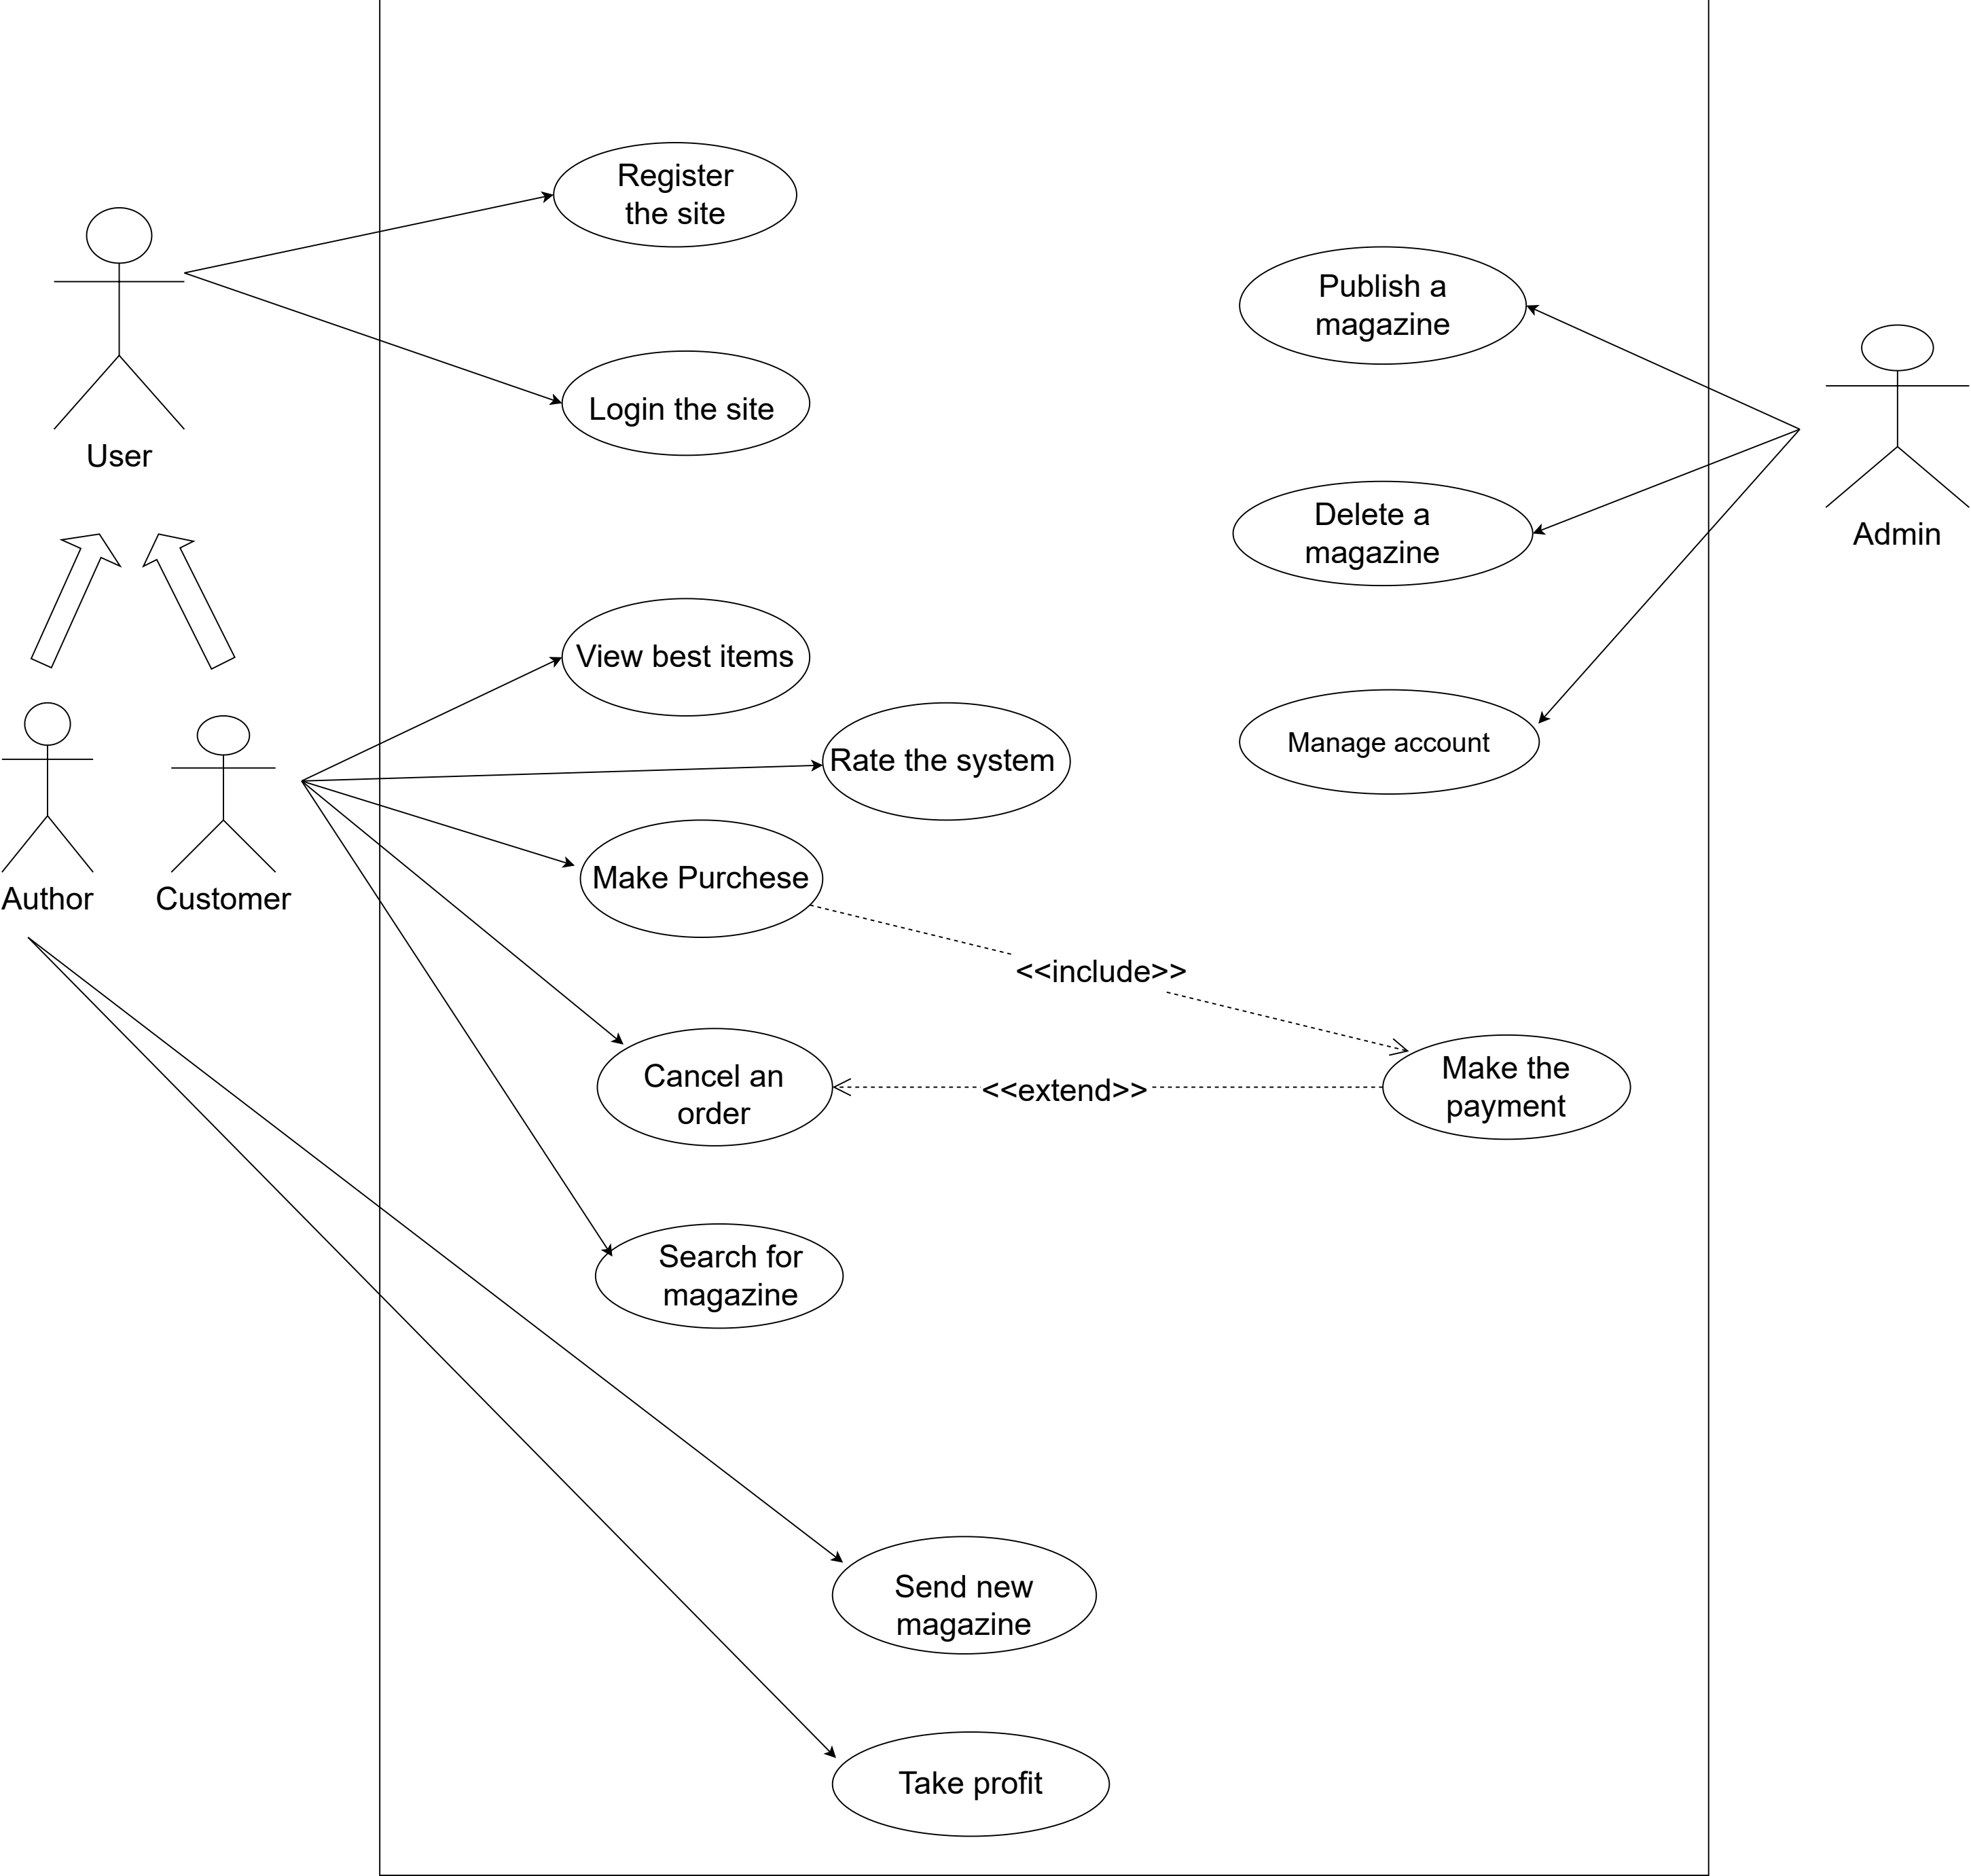 Register
the site
User
Login the site
Publish a
magazine
Delete a
magazine
Admin
View best items
Rate the system
Manage account
Make Purchese
Author
Customer
<<include>>
Cancel an
order
<<extend>>
Make the
payment
Search for
magazine
Send new
magazine
Take profit